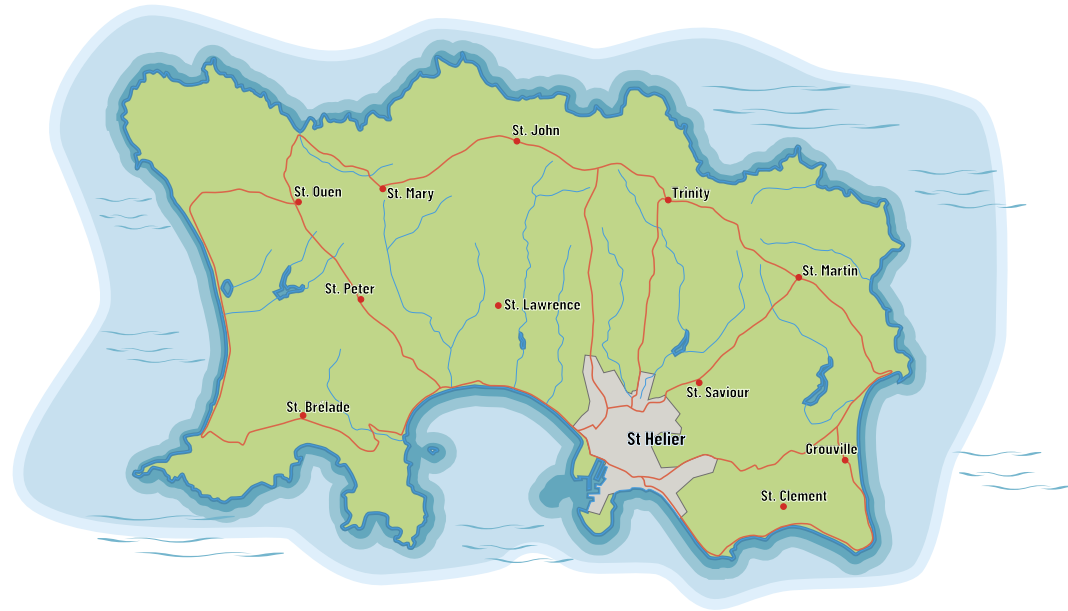 St. John
St. Ouen
St. Mary
Trinity
St. Martin
St. Peter
St. Lawrence
St. Saviour
St. Brelade
St Helier
Grouville
St. Clement